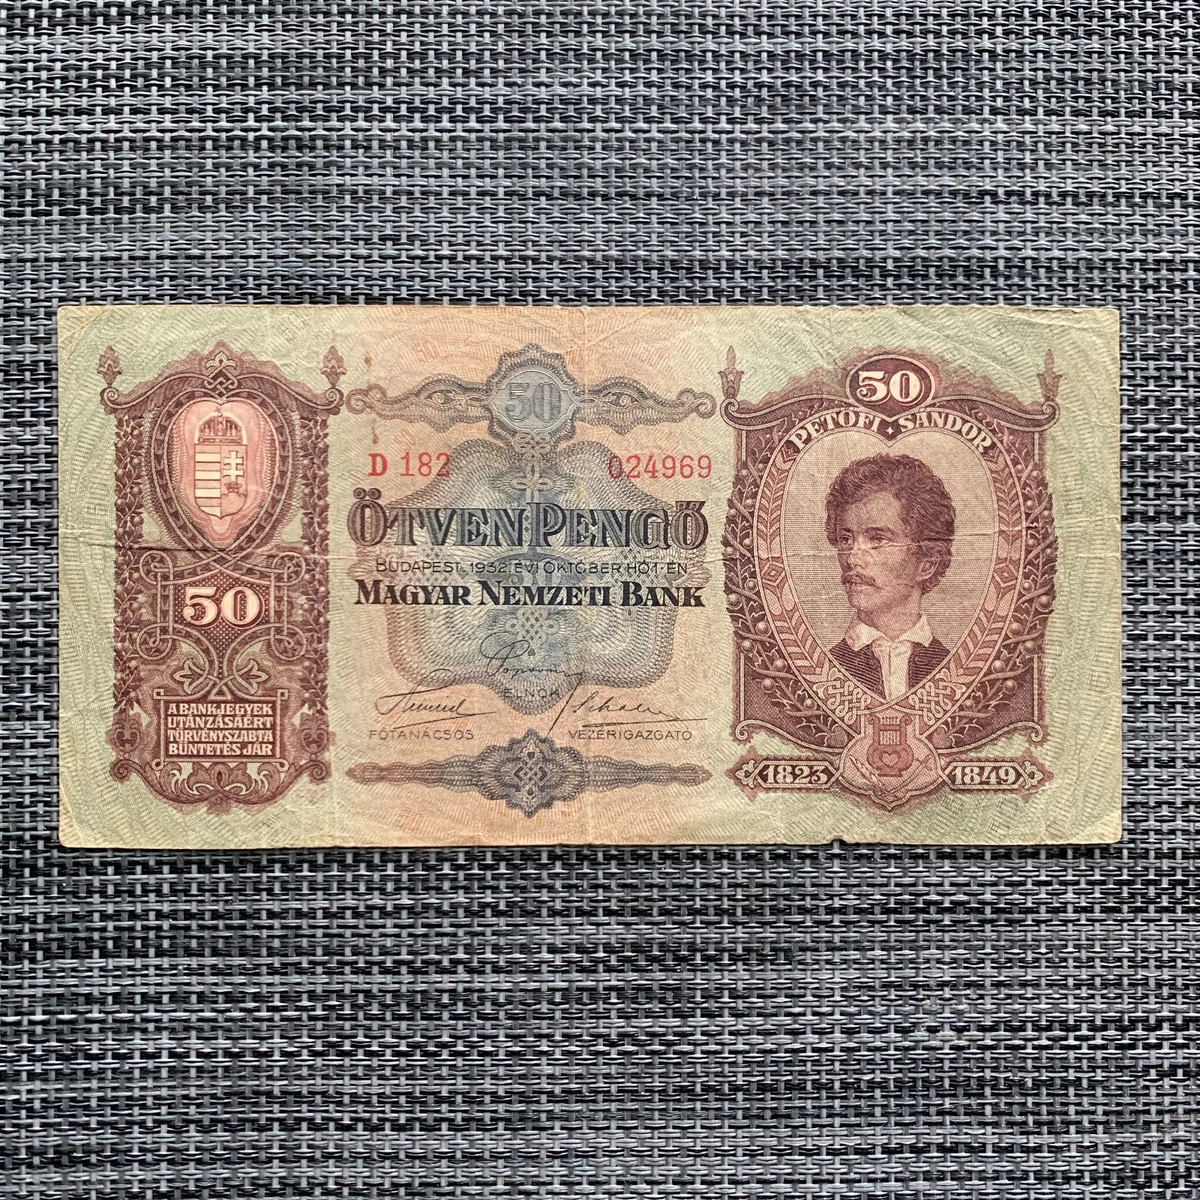 50
A BANKJEGYEK
UTÁNZÁSÁÉRT
TÖRVÉNYSZABTA
BÜNTETÉS JÁR
50
D 182 024969
ÖTVEN PENGŐ
BUDAPEST, 1932 ÉVI OKTÓBER HÓ 1-ÉN
MAGYAR NEMZETI BANK
ELNÖK
FŐTANÁCSOS VEZÉRIGAZGATÓ
50
PETŐFI SÁNDOR
1823 1849